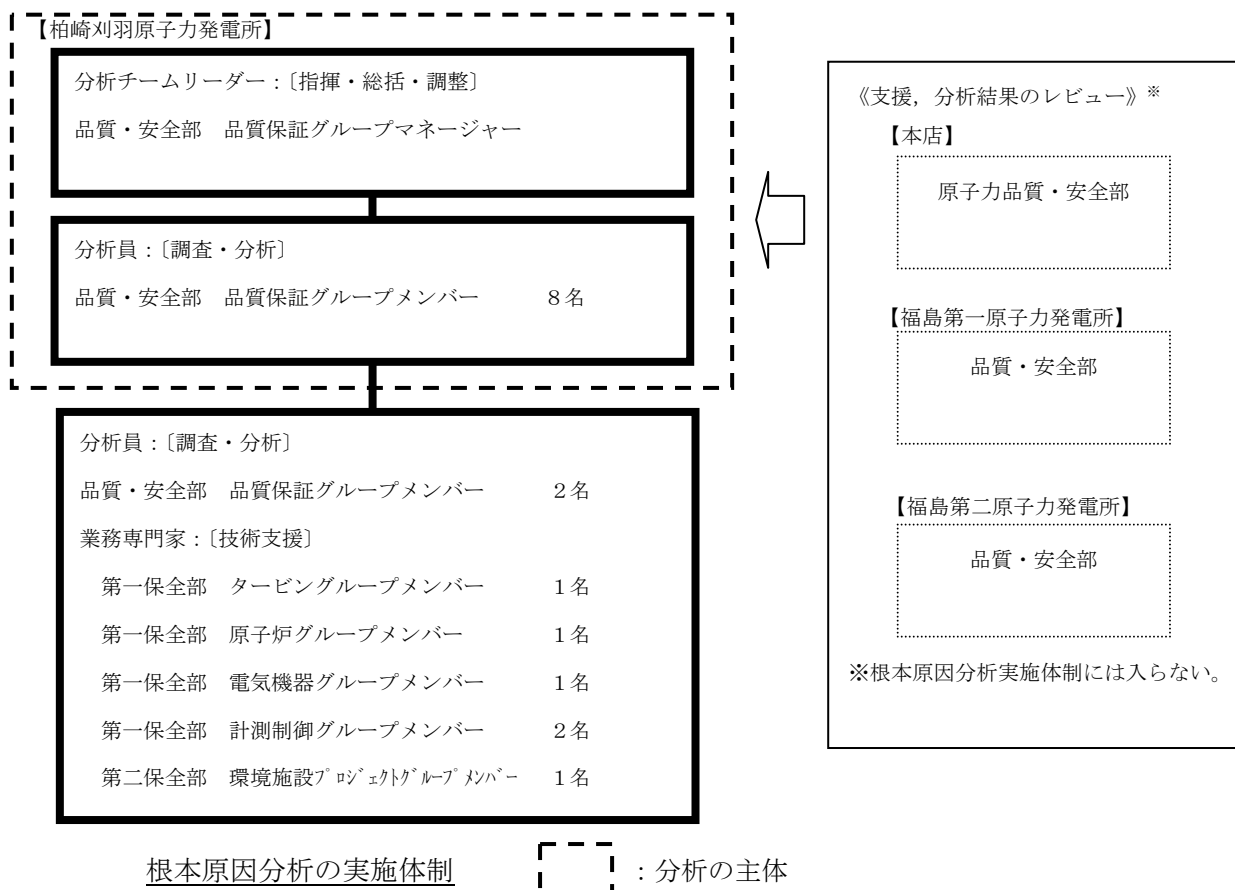 【柏崎刈羽原子力発電所】
分析チームリーダー:〔指揮・総括・調整〕
品質・安全部 品質保証グループマネージャー
分析員:〔調査・分析〕
品質・安全部 品質保証グループメンバー 8名
分析員:〔調査・分析〕
品質・安全部 品質保証グループメンバー 2名
業務専門家:〔技術支援〕
第一保全部 タービングループメンバー 1名
第一保全部 原子炉グループメンバー 1名
第一保全部 電気機器グループメンバー 1名
第一保全部 計測制御グループメンバー 2名
第二保全部 環境施設プロジェクトグループメンバー 1名
《支援,分析結果のレビュー》※
【本店】
原子力品質・安全部
【福島第一原子力発電所】
品質・安全部
【福島第二原子力発電所】
品質・安全部
※根本原因分析実施体制には入らない。
根本原因分析の実施体制
:分析の主体